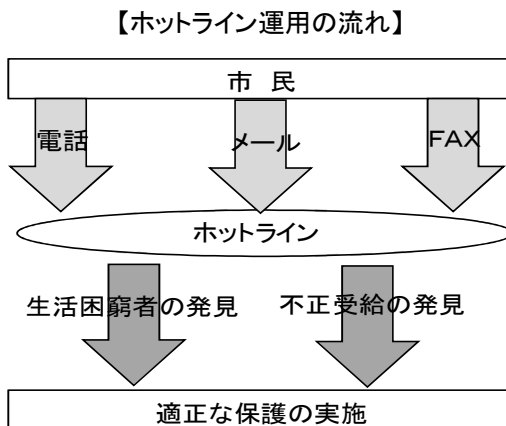 【ホットライン運用の流れ】
市 民
電話 メール FAX
ホットライン
生活困窮者の発見 不正受給の発見
適正な保護の実施